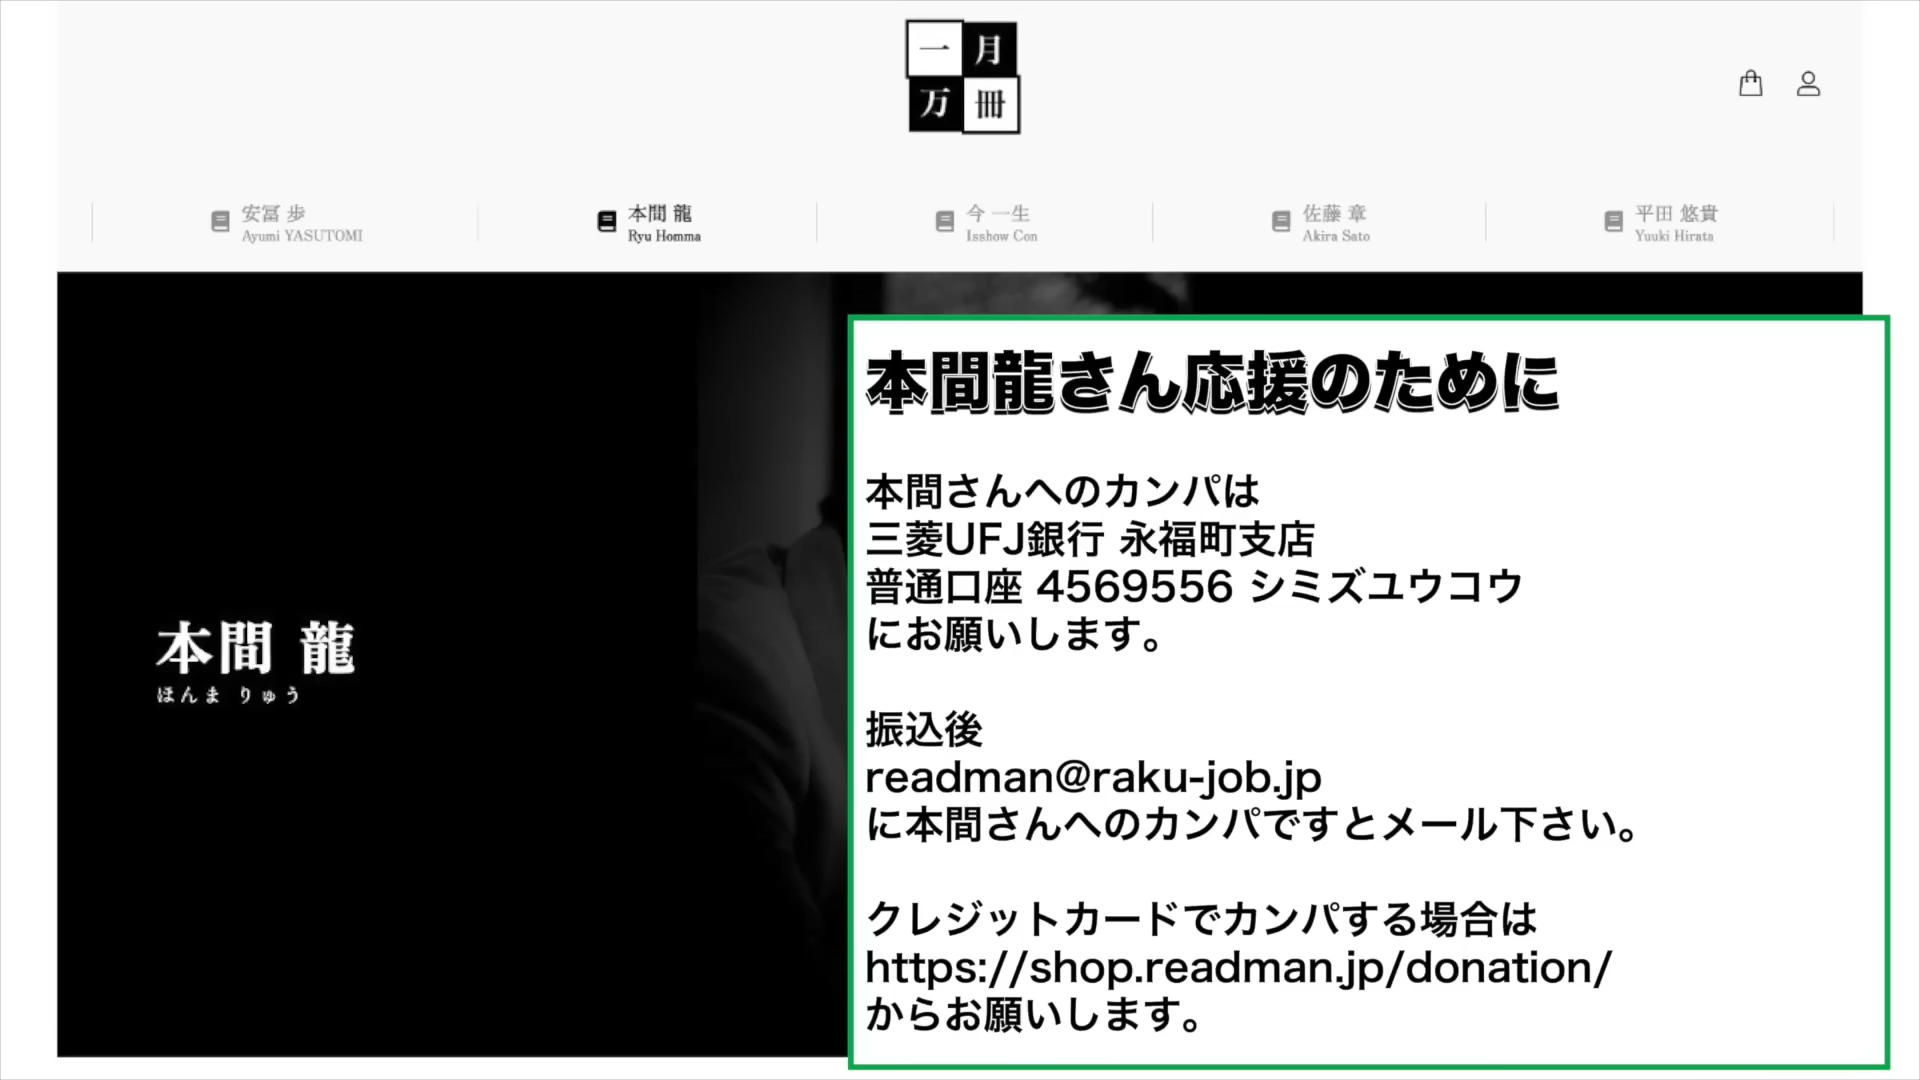 一月
万冊
安冨 歩
Ayumi YASUTOMI
本間 龍
Ryu Homma
今 一生
Isshow Con
佐藤 章
Akira Sato
平田 悠貴
Yuuki Hirata
本間 龍
ほんま りゅう
本間龍さん応援のために
本間さんへのカンパは
三菱UFJ銀行 永福町支店
普通口座 4569556 シミズユウコウ
にお願いします。
振込後
readman@raku-job.jp
に本間さんへのカンパですとメール下さい。
クレジットカードでカンパする場合は
https://shop.readman.jp/donation/
からお願いします。